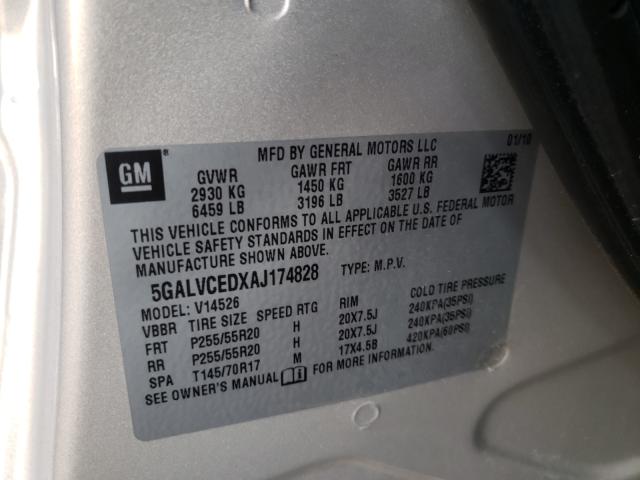 GM ®
MFD BY GENERAL MOTORS LLC 01/10
GVWR GAWR FRT GAWR RR
2930 KG 1450 KG 1600 KG
6459 LB 3196 LB 3527 LB
THIS VEHICLE CONFORMS TO ALL APPLICABLE U.S. FEDERAL MOTOR
VEHICLE SAFETY STANDARDS IN EFFECT ON THE DATE OF
MANUFACTURE SHOWN ABOVE.
5GALVCEDXAJ174828 TYPE: M.P.V.
MODEL: V14526
VBBR TIRE SIZE SPEED RTG RIM COLD TIRE PRESSURE
FRT P255/55R20 H 20X7.5J 240KPA(35PSI)
RR P255/55R20 H 20X7.5J 240KPA(35PSI)
SPA T145/70R17 M 17X4.5B 420KPA(60PSI)
SEE OWNER'S MANUAL FOR MORE INFORMATION.